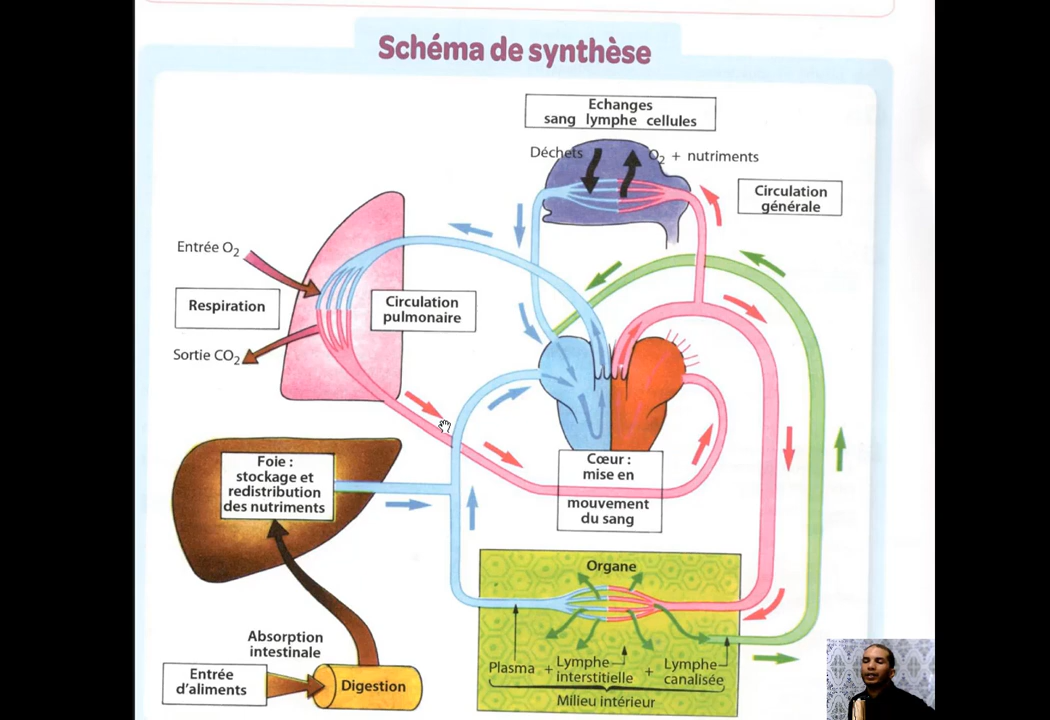 Schéma de synthèse
Echanges
sang lymphe cellules
Déchets
O2 + nutriments
Circulation
générale
Entrée O2
Respiration
Circulation
pulmonaire
Sortie CO2
Foie :
stockage et
redistribution
des nutriments
Cœur :
mise en
mouvement
du sang
Organe
Absorption
intestinale
Entrée
d'aliments
Digestion
Plasma + Lymphe interstitielle + Lymphe canalisée
Milieu intérieur